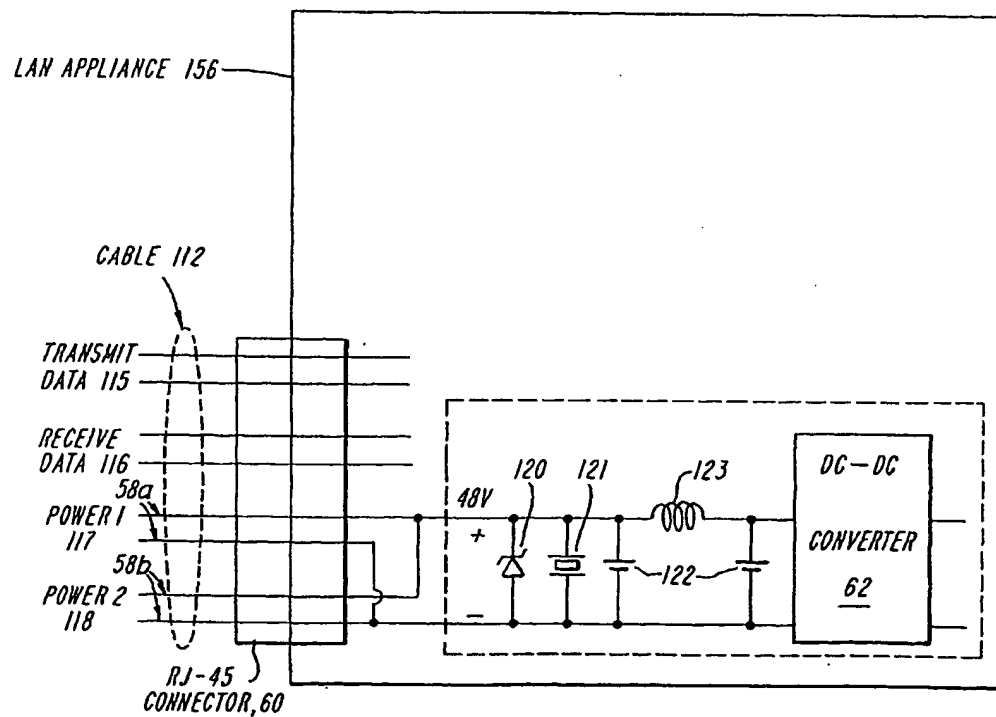 LAN APPLIANCE 156
CABLE 112
TRANSMIT
DATA 115
RECEIVE
DATA 116
58a
POWER 1
117
58b
POWER 2
118
RJ-45
CONNECTOR, 60
48V
+
−
120
121
122
123
DC-DC
CONVERTER
62